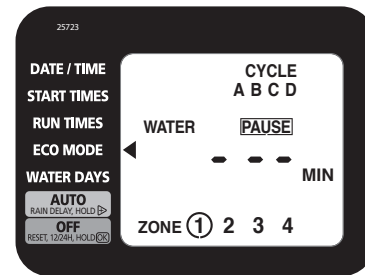 25723
DATE / TIME
START TIMES
RUN TIMES
ECO MODE
WATER DAYS
AUTO
RAIN DELAY, HOLD
OFF
RESET, 12/24H, HOLD OK
CYCLE
A B C D
WATER PAUSE
- - -
MIN
ZONE 1 2 3 4